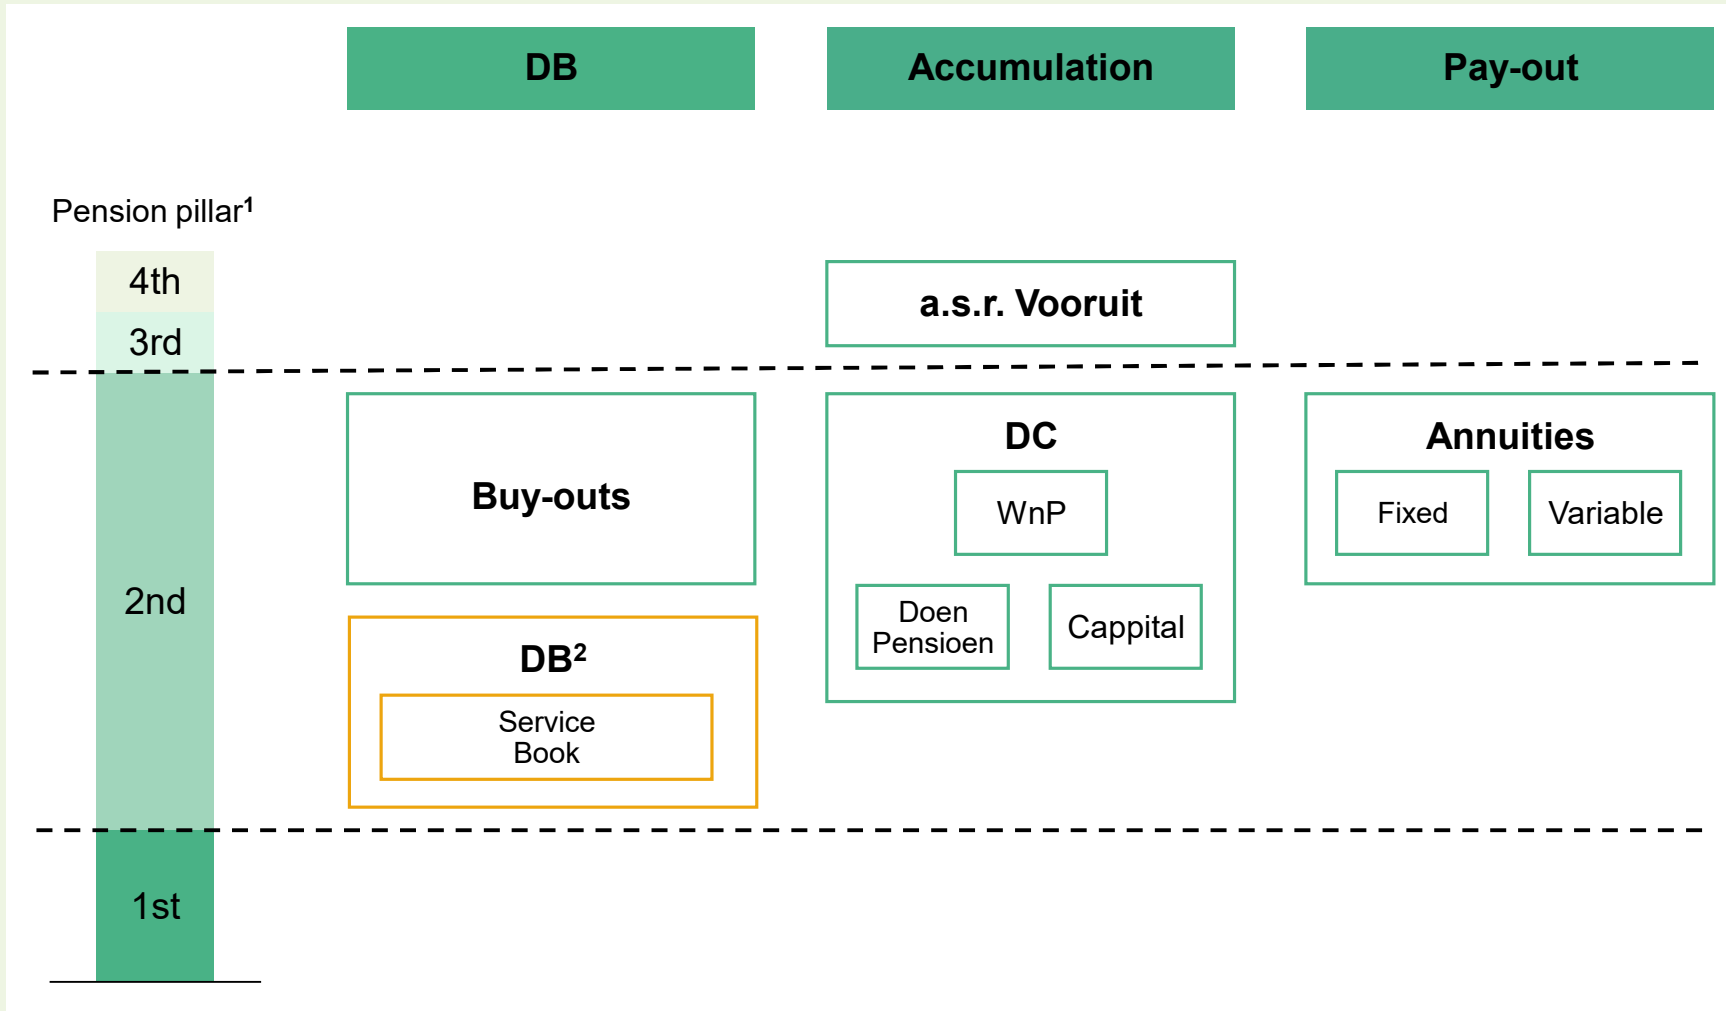 DB
Accumulation
Pay-out
Pension pillar¹
4th
3rd
2nd
1st
a.s.r. Vooruit
Buy-outs
DB²
Service
Book
DC
WnP
Doen
Pensioen
Cappital
Annuities
Fixed
Variable